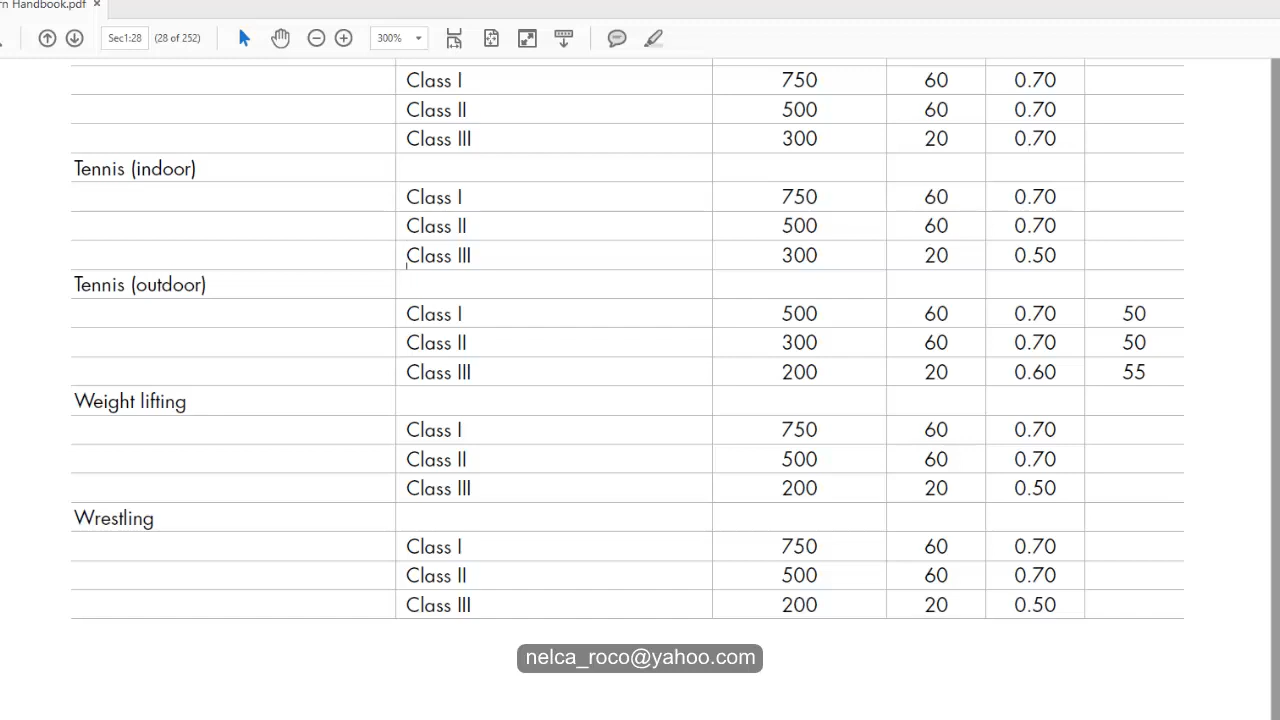 rn Handbook.pdf ×
Sec1:28 (28 of 252) 300%
Class I 750 60 0.70
Class II 500 60 0.70
Class III 300 20 0.70
Tennis (indoor)
Class I 750 60 0.70
Class II 500 60 0.70
Class III 300 20 0.50
Tennis (outdoor)
Class I 500 60 0.70 50
Class II 300 60 0.70 50
Class III 200 20 0.60 55
Weight lifting
Class I 750 60 0.70
Class II 500 60 0.70
Class III 200 20 0.50
Wrestling
Class I 750 60 0.70
Class II 500 60 0.70
Class III 200 20 0.50
nelca_roco@yahoo.com